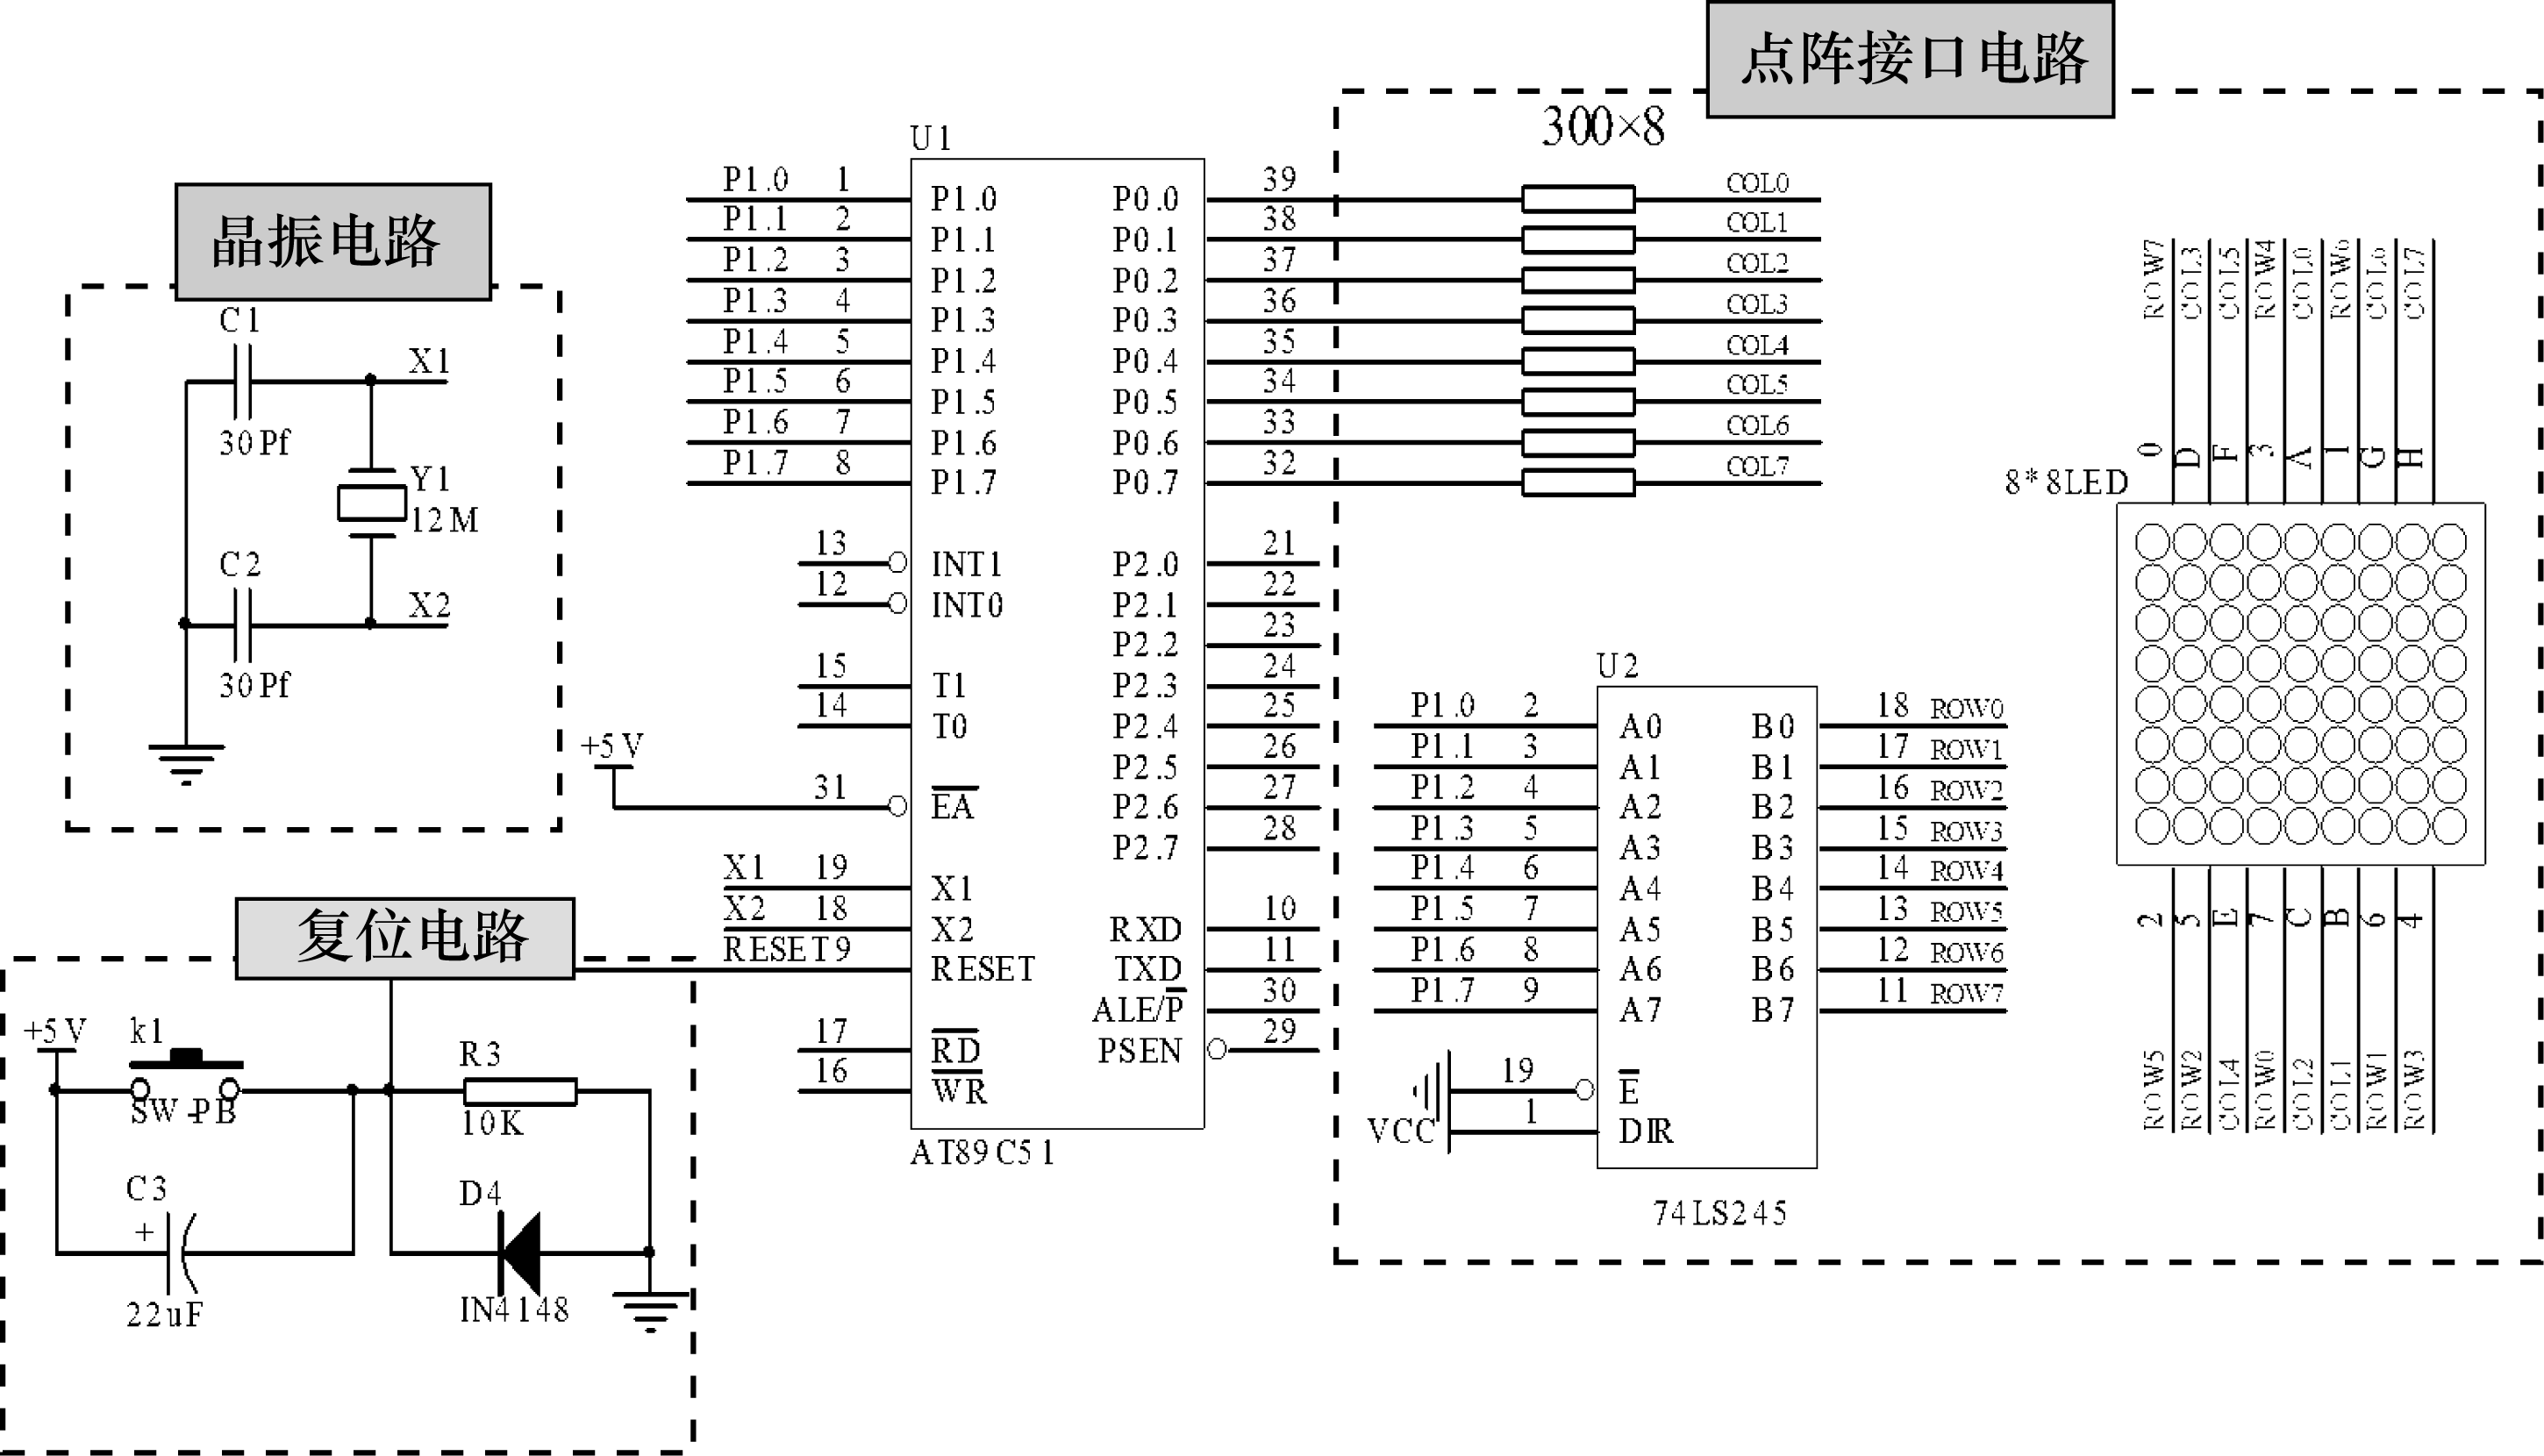 点阵接口电路
300×8
晶振电路
C1
30Pf
X1
Y1
12M
C2
30Pf
X2
复位电路
+5V
k1
SW-PB
R3
10K
C3
+
22uF
D4
IN4148
U1
P1.0 1 P1.0 P0.0 39 COL0
P1.1 2 P1.1 P0.1 38 COL1
P1.2 3 P1.2 P0.2 37 COL2
P1.3 4 P1.3 P0.3 36 COL3
P1.4 5 P1.4 P0.4 35 COL4
P1.5 6 P1.5 P0.5 34 COL5
P1.6 7 P1.6 P0.6 33 COL6
P1.7 8 P1.7 P0.7 32 COL7
13 INT1 P2.0 21
12 INT0 P2.1 22
P2.2 23
15 T1 P2.3 24
14 T0 P2.4 25
+5V
P2.5 26
31 EA P2.6 27
P2.7 28
X1 19 X1
X2 18 X2 RXD 10
RESET 9 RESET TXD 11
ALE/P 30
17 RD PSEN 29
16 WR
AT89C51
U2
P1.0 2 A0 B0 18 ROW0
P1.1 3 A1 B1 17 ROW1
P1.2 4 A2 B2 16 ROW2
P1.3 5 A3 B3 15 ROW3
P1.4 6 A4 B4 14 ROW4
P1.5 7 A5 B5 13 ROW5
P1.6 8 A6 B6 12 ROW6
P1.7 9 A7 B7 11 ROW7
19 E
VCC 1 DIR
74LS245
ROW7 COL3 COL5 ROW4 COL0 ROW6 COL6 COL7
0 D F 3 A 1 G H
8*8LED
2 5 E 7 C B 6 4
ROW5 ROW2 COL4 ROW0 COL2 COL1 ROW1 ROW3